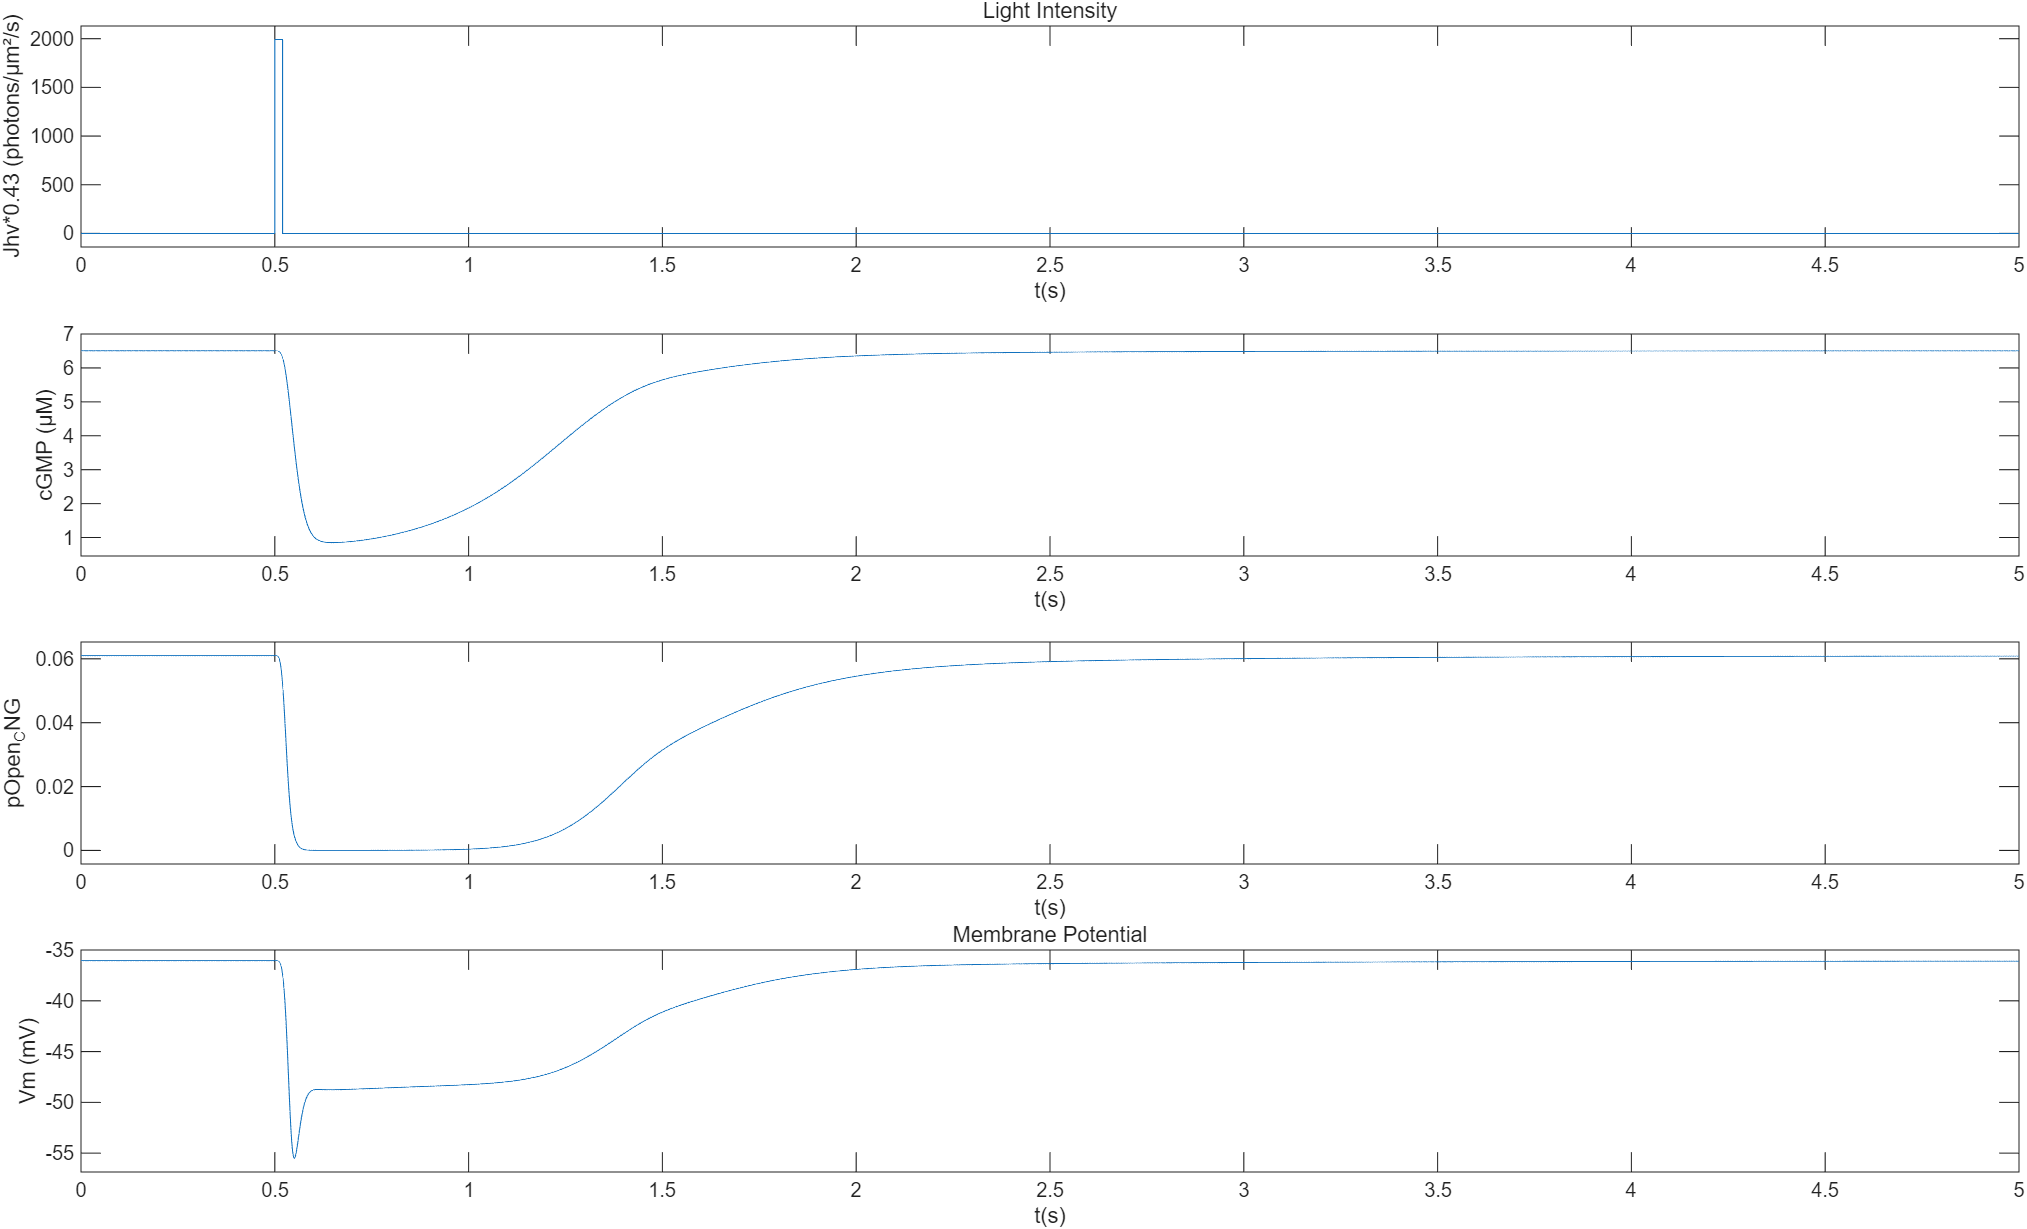 Light Intensity
Jhv*0.43 (photons/µm²/s)
2000
1500
1000
500
0
0 0.5 1 1.5 2 2.5 3 3.5 4 4.5 5
t(s)
cGMP (µM)
7
6
5
4
3
2
1
0 0.5 1 1.5 2 2.5 3 3.5 4 4.5 5
t(s)
pOpenCNG
0.06
0.04
0.02
0
0 0.5 1 1.5 2 2.5 3 3.5 4 4.5 5
t(s)
Membrane Potential
Vm (mV)
-35
-40
-45
-50
-55
0 0.5 1 1.5 2 2.5 3 3.5 4 4.5 5
t(s)